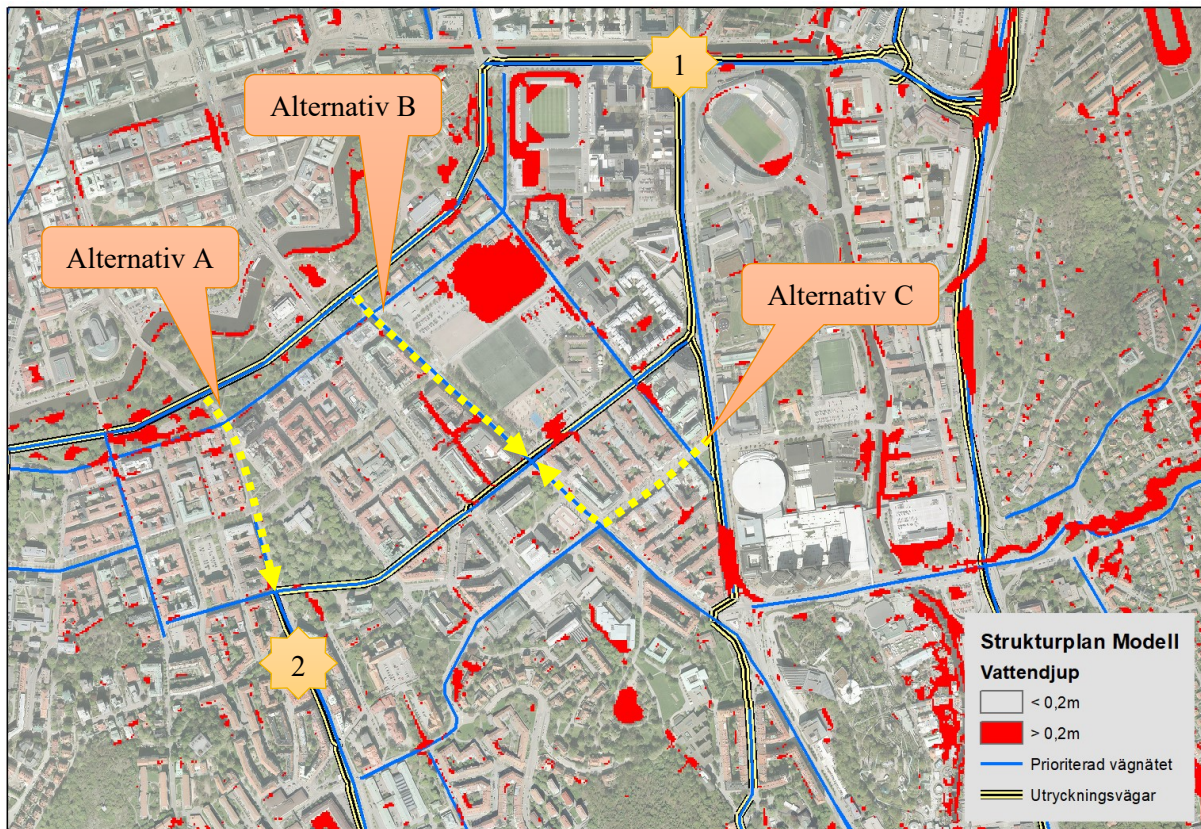 1
Alternativ B
Alternativ A
Alternativ C
2
Strukturplan Modell
Vattendjup
< 0,2m
> 0,2m
Prioriterad vägnätet
Utryckningsvägar